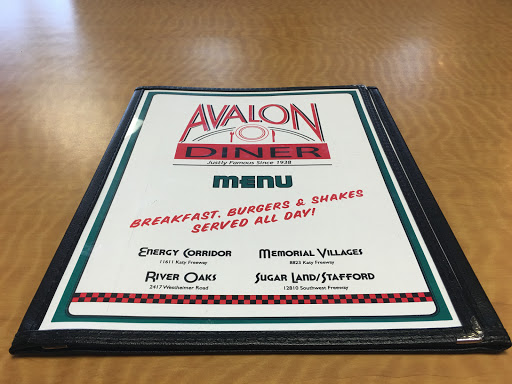 AVALON
DINER
Justly Famous Since 1938
MENU
BREAKFAST, BURGERS & SHAKES
SERVED ALL DAY!
ENERGY CORRIDOR
11611 Katy Freeway
MEMORIAL VILLAGES
8823 Katy Freeway
RIVER OAKS
2417 Westheimer Road
SUGAR LAND/STAFFORD
12810 Southwest Freeway